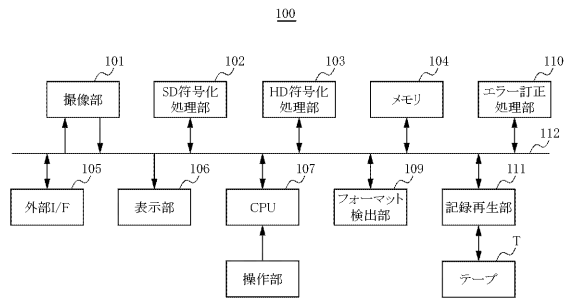 100
101
102
103
104
110
撮像部
SD符号化
処理部
HD符号化
処理部
メモリ
エラー訂正
処理部
112
105
106
107
109
111
外部I/F
表示部
CPU
フォーマット
検出部
記録再生部
T
操作部
テープ